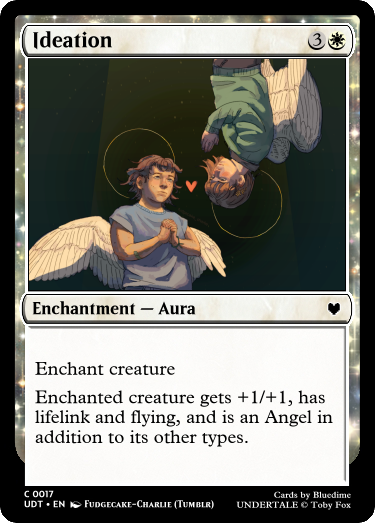 Ideation 3
Enchantment — Aura
Enchant creature
Enchanted creature gets +1/+1, has
lifelink and flying, and is an Angel in
addition to its other types.
C 0017
UDT • EN Fudgecake-Charlie (Tumblr)
Cards by Bluedime
UNDERTALE © Toby Fox